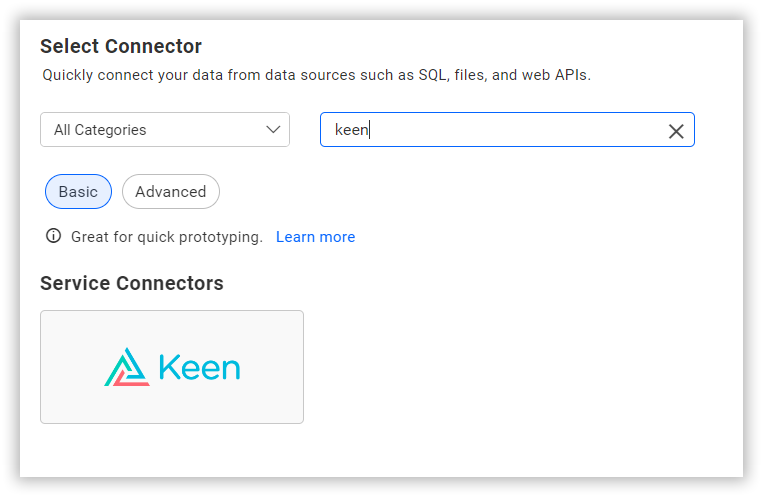 Select Connector
Quickly connect your data from data sources such as SQL, files, and web APIs.
All Categories
keen
Basic
Advanced
Great for quick prototyping. Learn more
Service Connectors
Keen